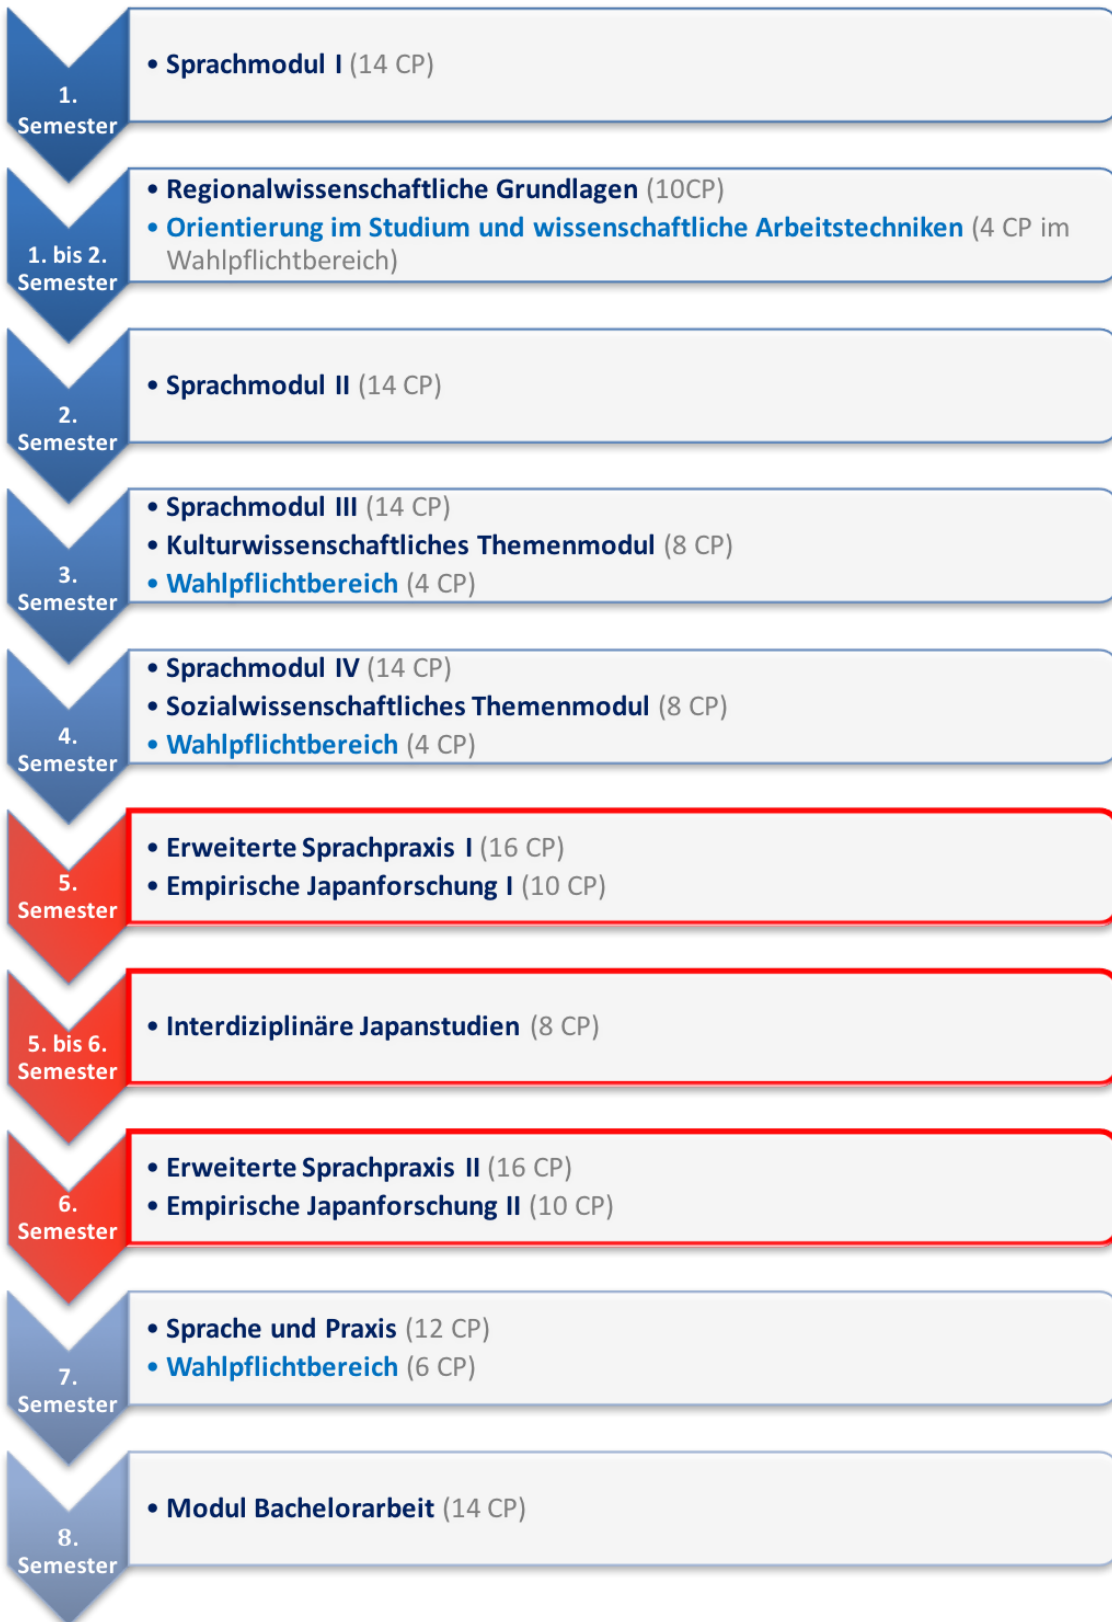 1.
Semester
• Sprachmodul I (14 CP)
1. bis 2.
Semester
• Regionalwissenschaftliche Grundlagen (10CP)
• Orientierung im Studium und wissenschaftliche Arbeitstechniken (4 CP im
Wahlpflichtbereich)
2.
Semester
• Sprachmodul II (14 CP)
3.
Semester
• Sprachmodul III (14 CP)
• Kulturwissenschaftliches Themenmodul (8 CP)
• Wahlpflichtbereich (4 CP)
4.
Semester
• Sprachmodul IV (14 CP)
• Sozialwissenschaftliches Themenmodul (8 CP)
• Wahlpflichtbereich (4 CP)
5.
Semester
• Erweiterte Sprachpraxis I (16 CP)
• Empirische Japanforschung I (10 CP)
5. bis 6.
Semester
• Interdiziplinäre Japanstudien (8 CP)
6.
Semester
• Erweiterte Sprachpraxis II (16 CP)
• Empirische Japanforschung II (10 CP)
7.
Semester
• Sprache und Praxis (12 CP)
• Wahlpflichtbereich (6 CP)
8.
Semester
• Modul Bachelorarbeit (14 CP)